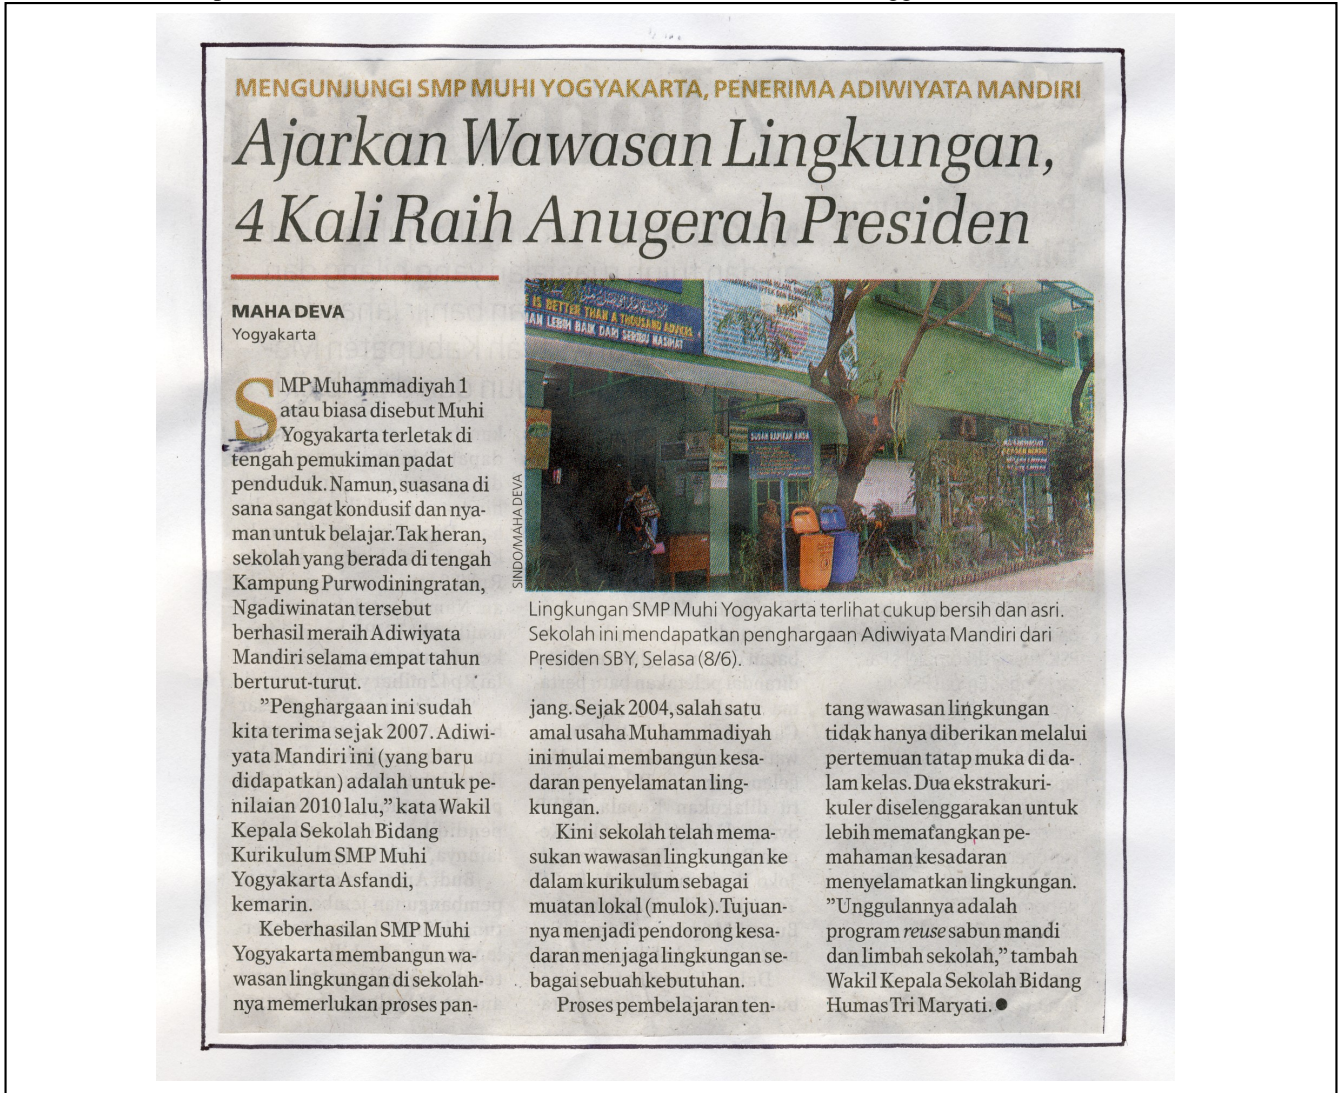 MENGUNJUNGI SMP MUHI YOGYAKARTA, PENERIMA ADIWIYATA MANDIRI
Ajarkan Wawasan Lingkungan,
4 Kali Raih Anugerah Presiden
MAHA DEVA
Yogyakarta
SMP Muhammadiyah 1
atau biasa disebut Muhi
Yogyakarta terletak di
tengah pemukiman padat
penduduk. Namun, suasana di
sana sangat kondusif dan nya-
man untuk belajar. Tak heran,
sekolah yang berada di tengah
Kampung Purwodiningratan,
Ngadiwinatan tersebut
berhasil meraih Adiwiyata
Mandiri selama empat tahun
berturut-turut.
”Penghargaan ini sudah
kita terima sejak 2007. Adiwi-
yata Mandiri ini (yang baru
didapatkan) adalah untuk pe-
nilaian 2010 lalu,” kata Wakil
Kepala Sekolah Bidang
Kurikulum SMP Muhi
Yogyakarta Asfandi,
kemarin.
Keberhasilan SMP Muhi
Yogyakarta membangun wa-
wasan lingkungan di sekolah-
nya memerlukan proses pan-
IS BETTER THAN A THOUSAND ADVICES
LEBIH BAIK DARI SERIBU NASIHAT
SUDAH RAPIKAH ANDA
SINDO/MAHA DEVA
Lingkungan SMP Muhi Yogyakarta terlihat cukup bersih dan asri.
Sekolah ini mendapatkan penghargaan Adiwiyata Mandiri dari
Presiden SBY, Selasa (8/6).
jang. Sejak 2004, salah satu
amal usaha Muhammadiyah
ini mulai membangun kesa-
daran penyelamatan ling-
kungan.
Kini sekolah telah mema-
sukan wawasan lingkungan ke
dalam kurikulum sebagai
muatan lokal (mulok). Tujuan-
nya menjadi pendorong kesa-
daran menjaga lingkungan se-
bagai sebuah kebutuhan.
Proses pembelajaran ten-
tang wawasan lingkungan
tidak hanya diberikan melalui
pertemuan tatap muka di da-
lam kelas. Dua ekstrakuri-
kuler diselenggarakan untuk
lebih mematangkan pe-
mahaman kesadaran
menyelamatkan lingkungan.
”Unggulannya adalah
program reuse sabun mandi
dan limbah sekolah,” tambah
Wakil Kepala Sekolah Bidang
Humas Tri Maryati. ●